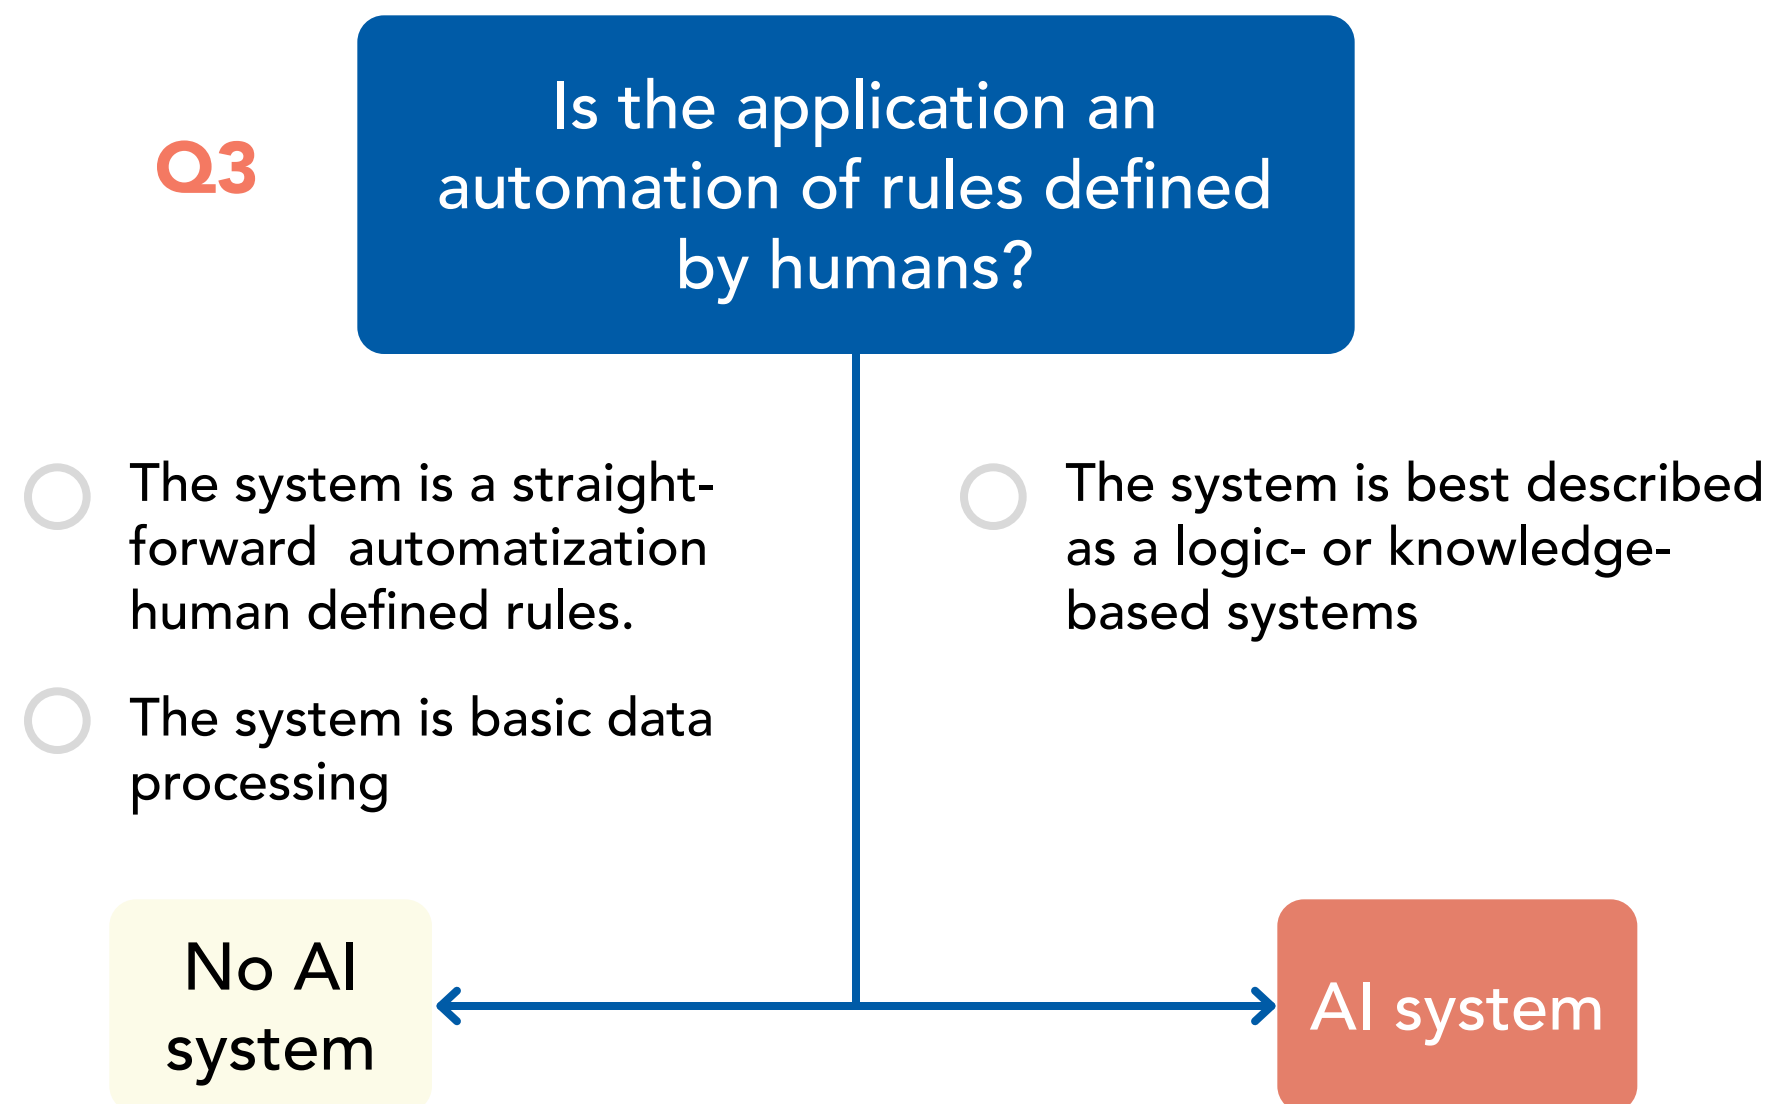 Q3
Is the application an
automation of rules defined
by humans?
The system is a straight-
forward  automatization
human defined rules.
The system is basic data
processing
The system is best described
as a logic- or knowledge-
based systems
No AI
system
AI system